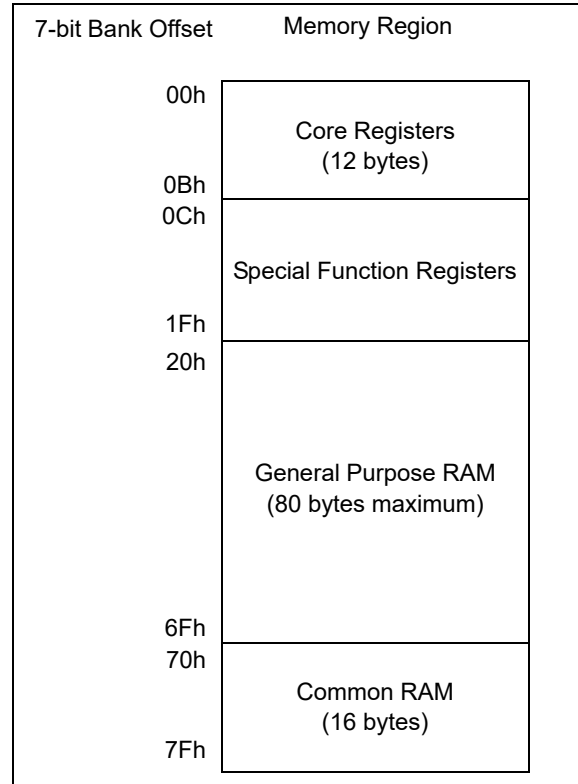 7-bit Bank Offset
Memory Region
00h
Core Registers
(12 bytes)
0Bh
0Ch
Special Function Registers
1Fh
20h
General Purpose RAM
(80 bytes maximum)
6Fh
70h
Common RAM
(16 bytes)
7Fh